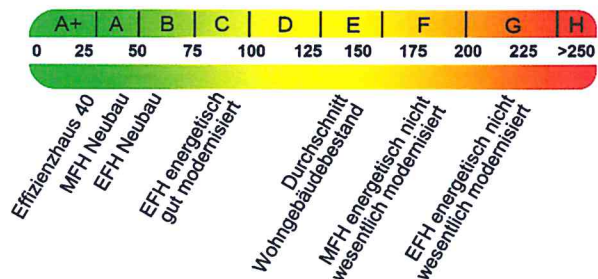 A+ A B C D E F G H
0 25 50 75 100 125 150 175 200 225 >250
Effizienzhaus 40
MFH Neubau
EFH Neubau
EFH energetisch
gut modernisiert
Durchschnitt
Wohngebäudebestand
MFH energetisch nicht
wesentlich modernisiert
EFH energetisch nicht
wesentlich modernisiert